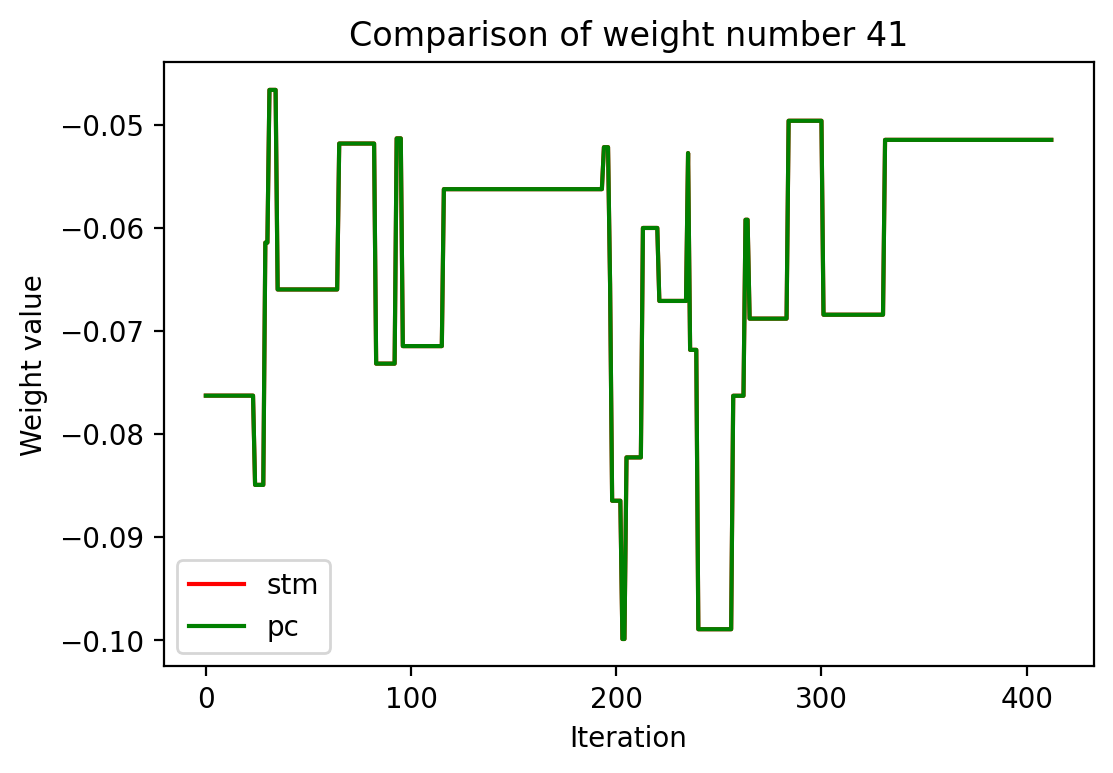 Comparison of weight number 41
Weight value
−0.05
−0.06
−0.07
−0.08
−0.09
−0.10
stm
pc
0 100 200 300 400
Iteration